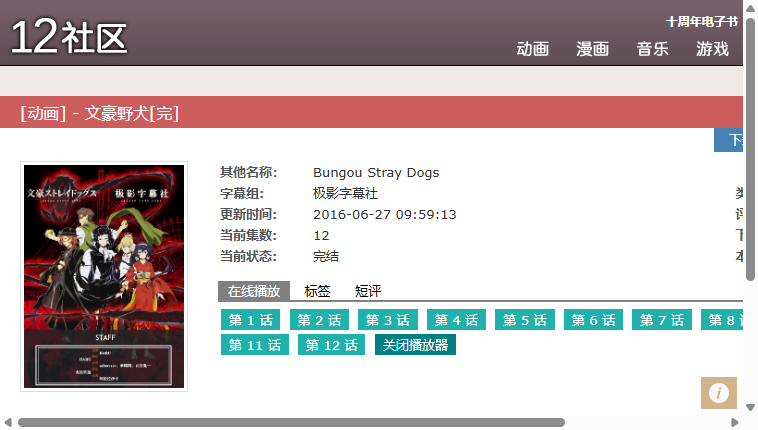 12社区
十周年电子书
动画 漫画 音乐 游戏
[动画] - 文豪野犬[完]
文豪ストレイドッグス 极影字幕社
STAFF
其他名称: Bungou Stray Dogs
字幕组: 极影字幕社
更新时间: 2016-06-27 09:59:13
当前集数: 12
当前状态: 完结
在线播放 标签 短评
第 1 话 第 2 话 第 3 话 第 4 话 第 5 话 第 6 话 第 7 话 第 8
第 11 话 第 12 话 关闭播放器